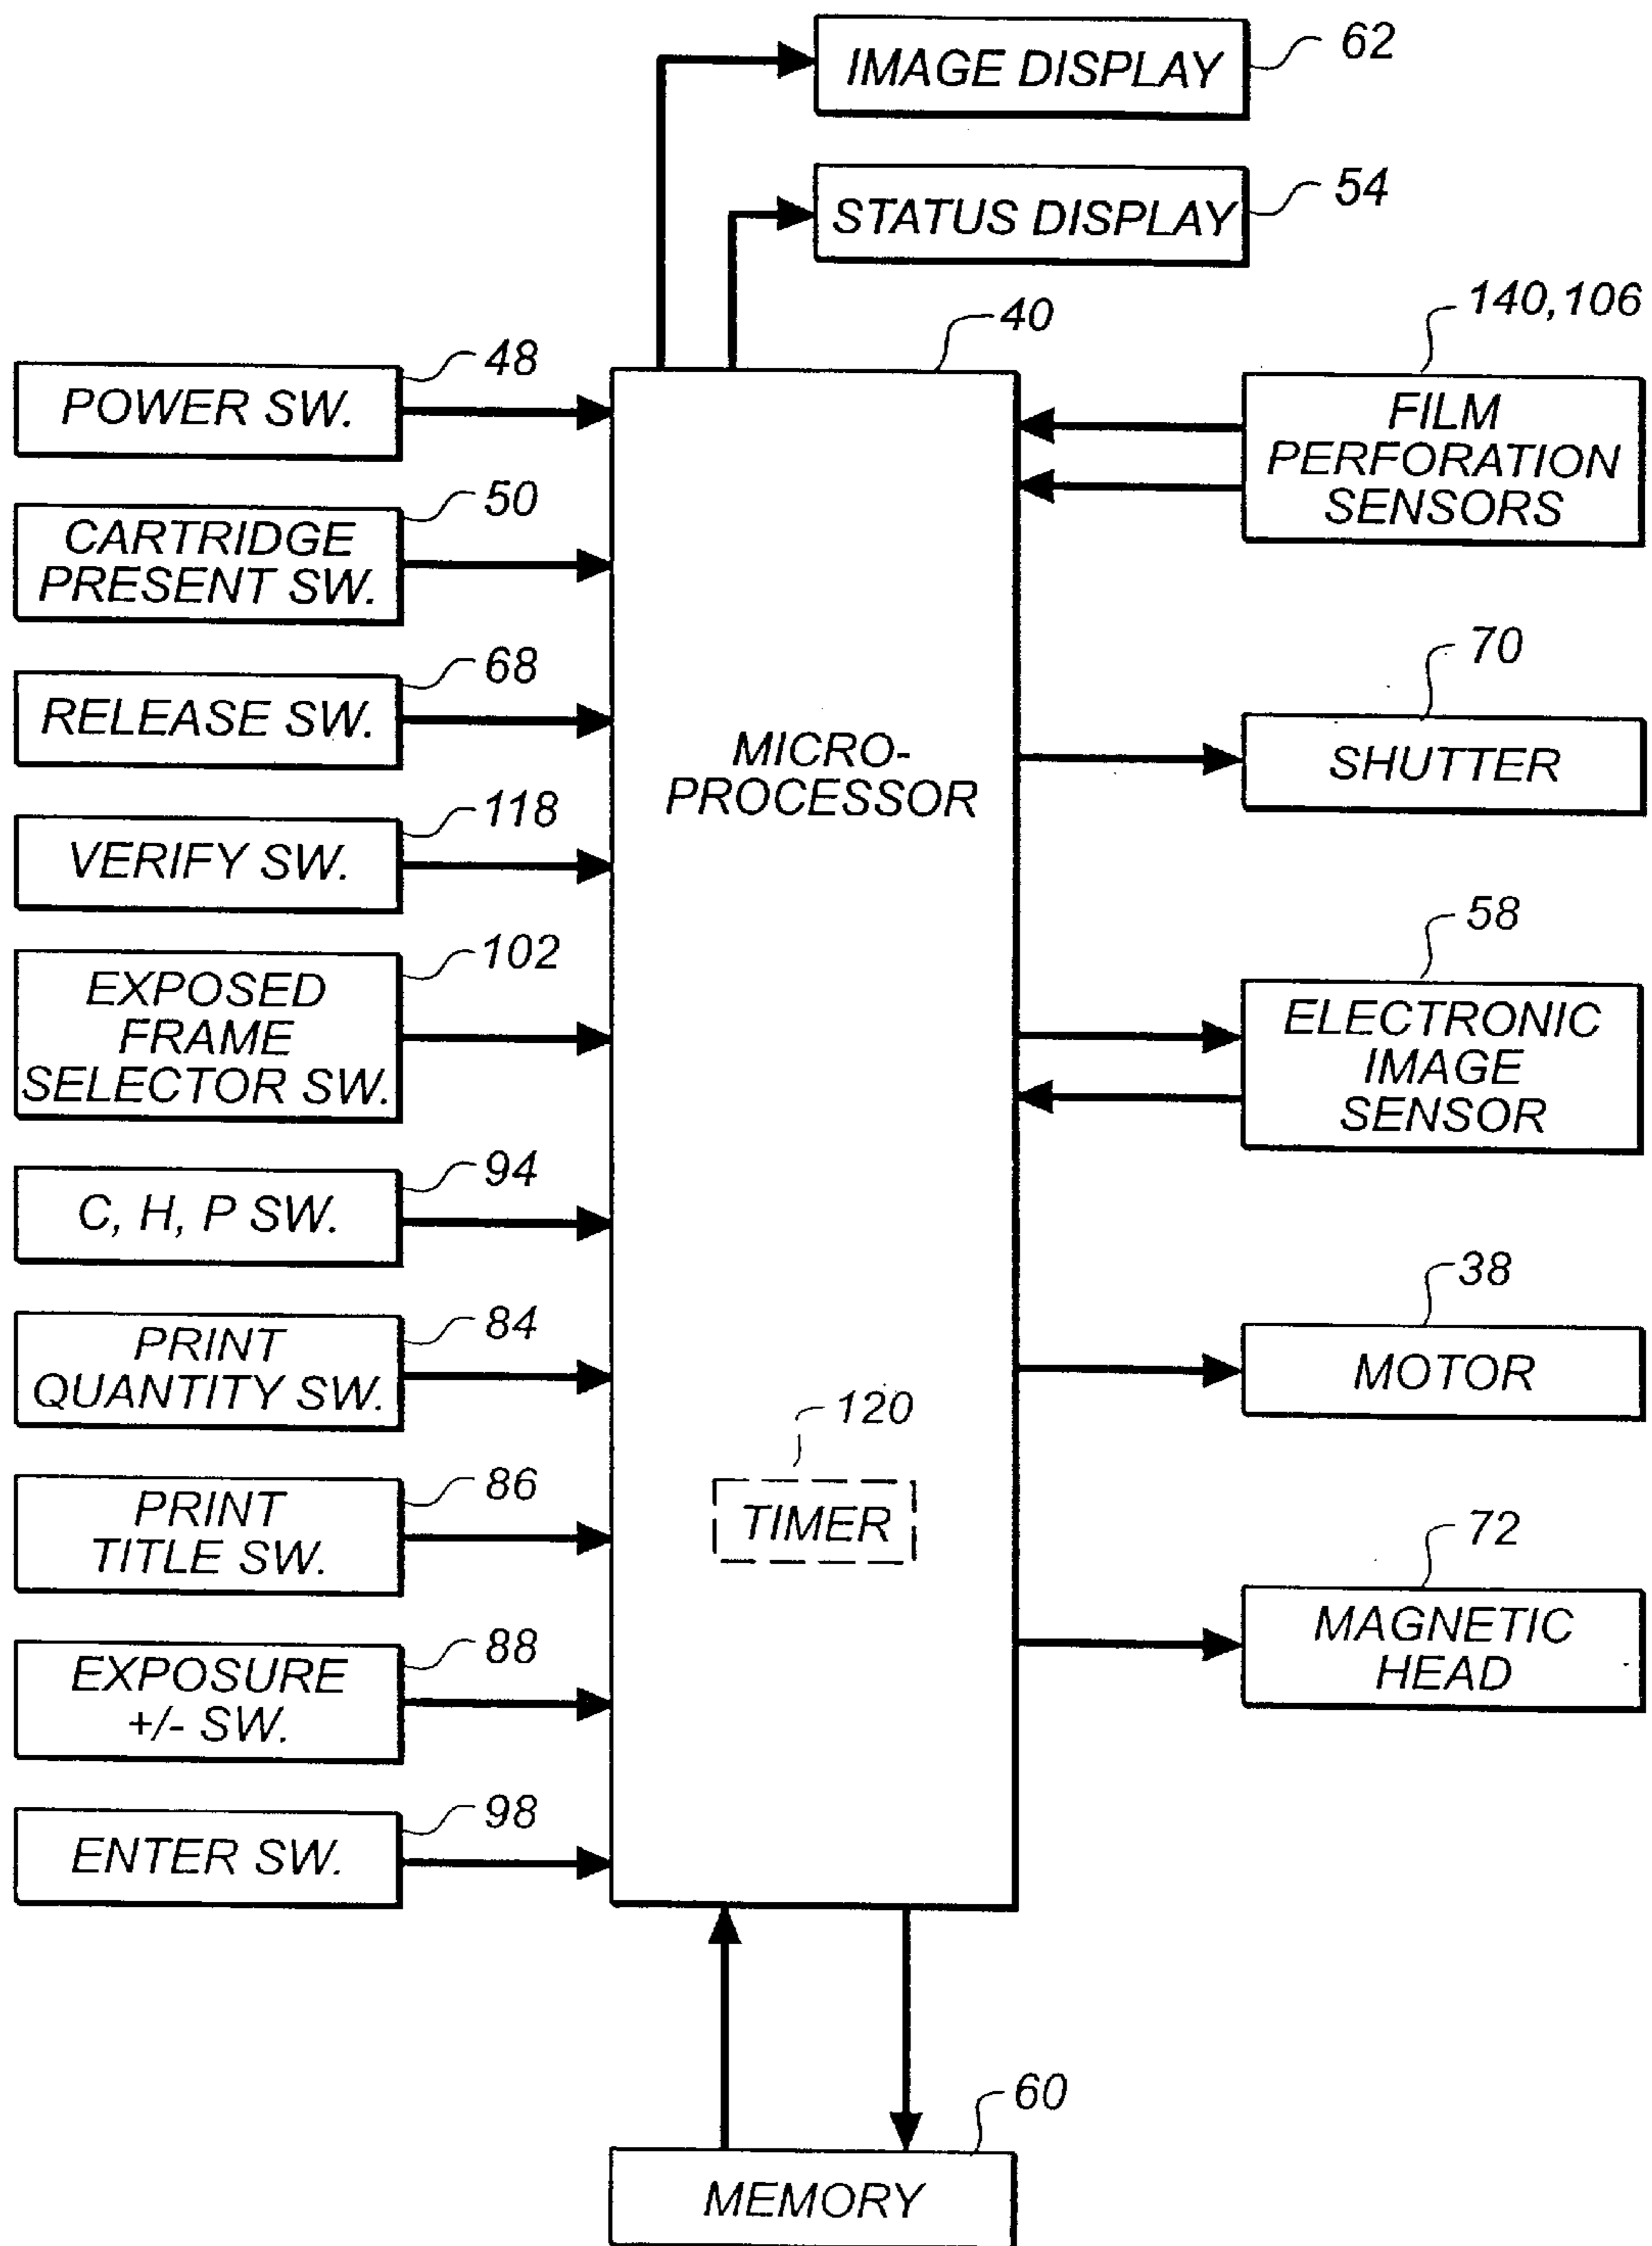 IMAGE DISPLAY
62
STATUS DISPLAY
54
40
140,106
FILM
PERFORATION
SENSORS
48
POWER SW.
50
CARTRIDGE
PRESENT SW.
68
RELEASE SW.
118
VERIFY SW.
102
EXPOSED
FRAME
SELECTOR SW.
94
C, H, P SW.
84
PRINT
QUANTITY SW.
86
PRINT
TITLE SW.
88
EXPOSURE
+/- SW.
98
ENTER SW.
MICRO-
PROCESSOR
120
TIMER
70
SHUTTER
58
ELECTRONIC
IMAGE
SENSOR
38
MOTOR
72
MAGNETIC
HEAD
60
MEMORY